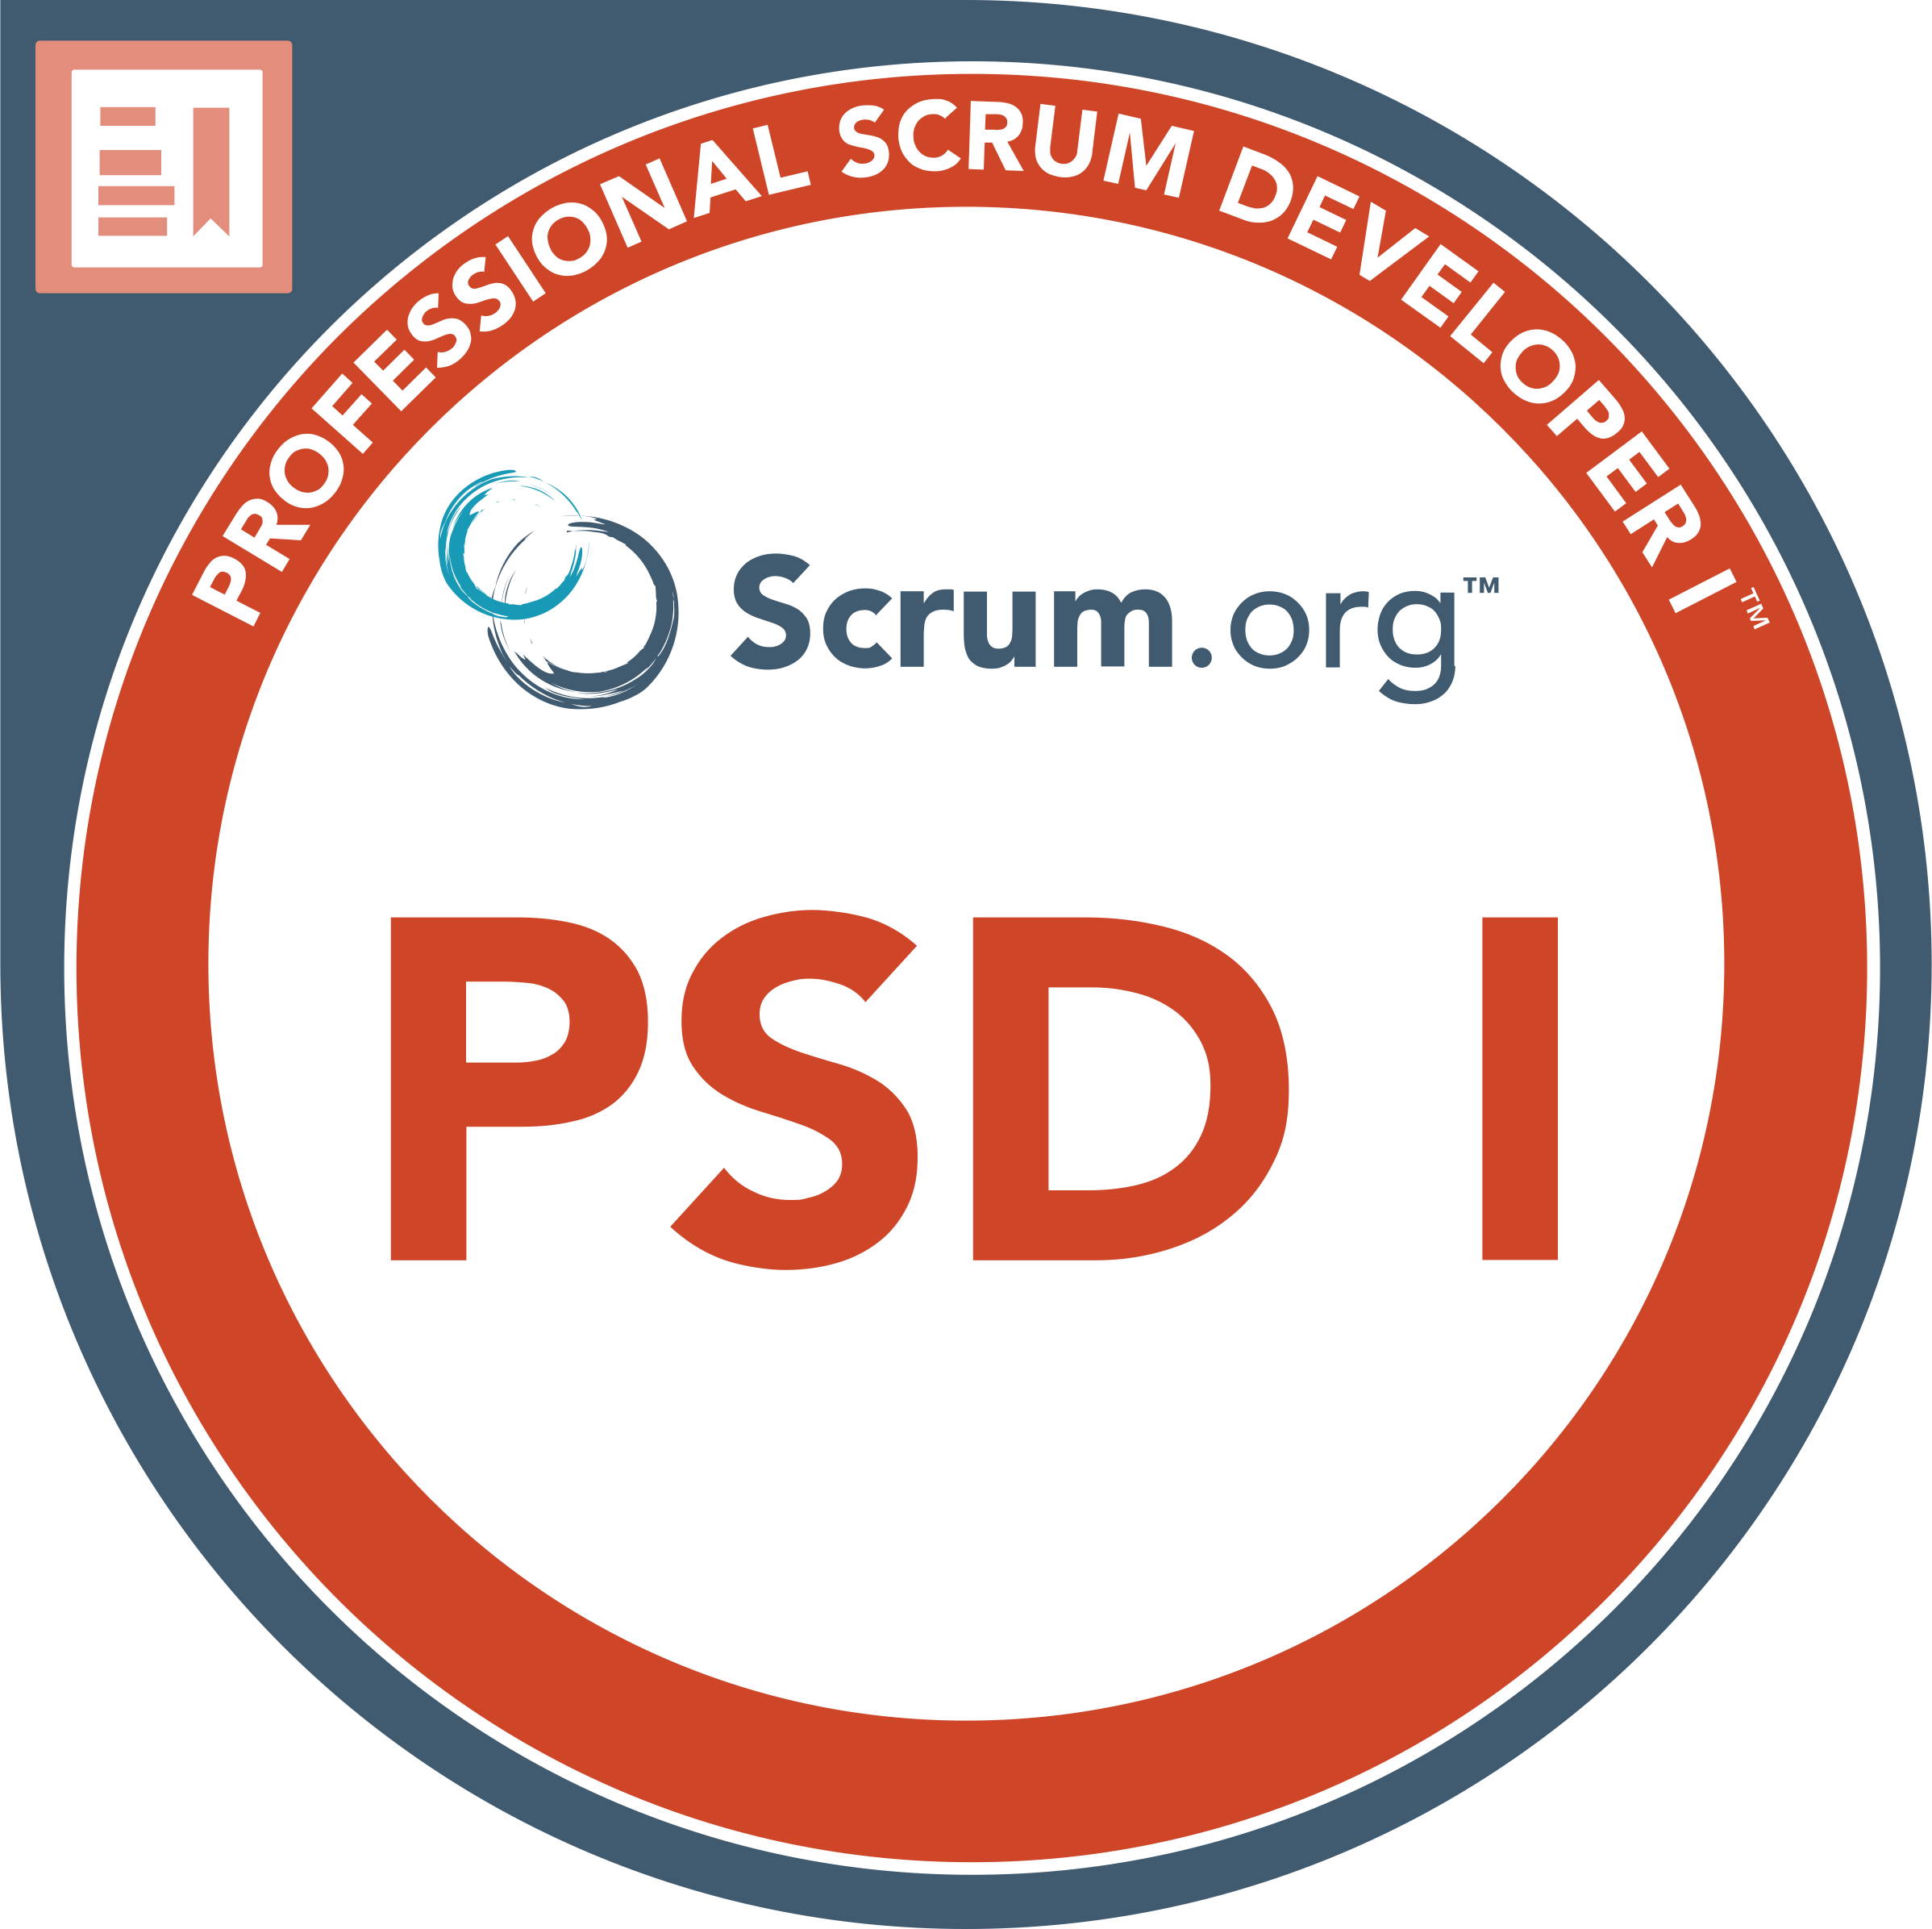 PROFESSIONAL SCRUM DEVELOPER I™
Scrum.org™
PSD I